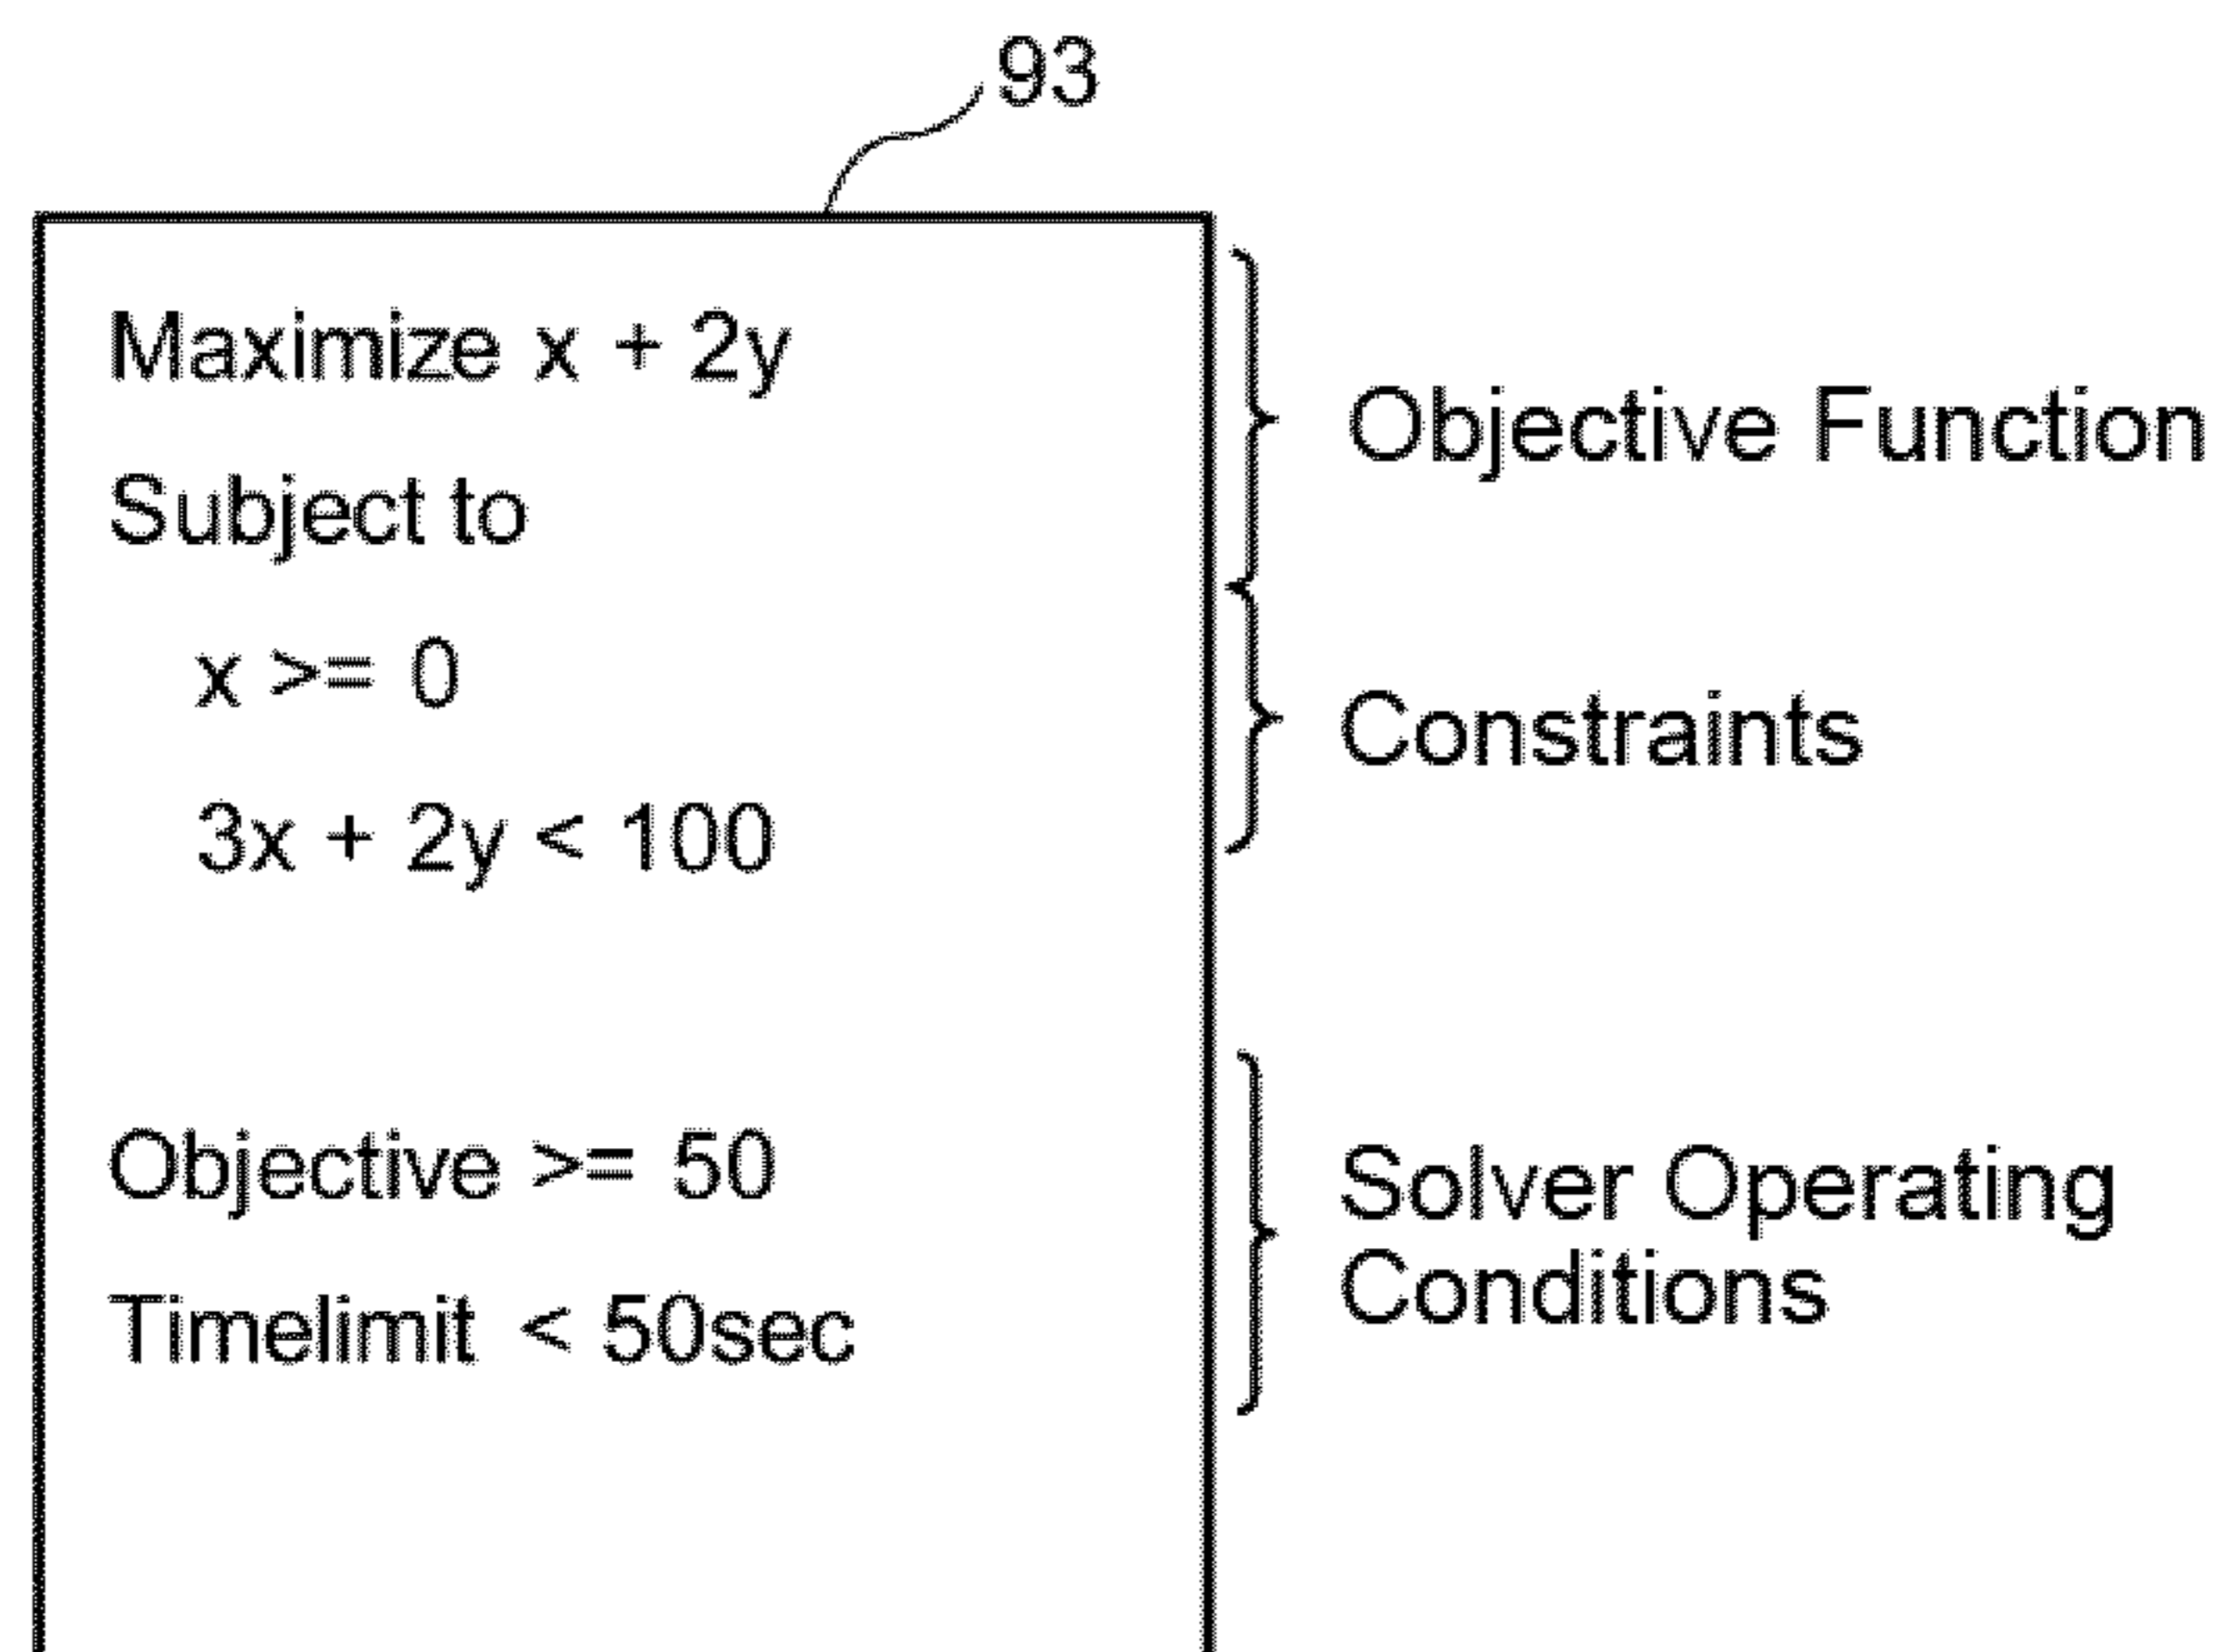 93
Maximize x + 2y
Subject to
x >= 0
3x + 2y < 100
Objective >= 50
Timelimit < 50sec
Objective Function
Constraints
Solver Operating
Conditions